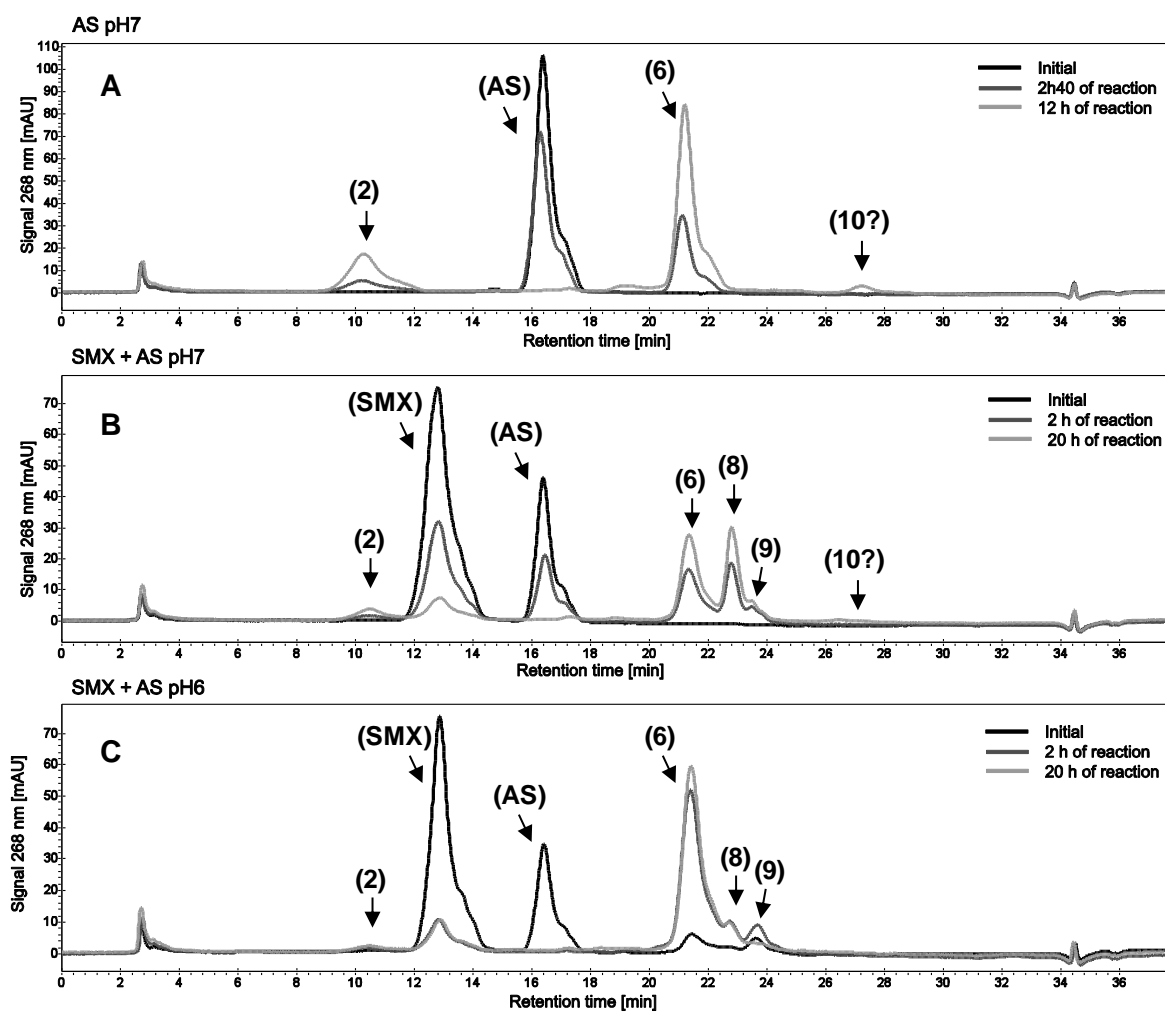 AS pH7
A
(AS)
(6)
(2)
(10?)
Initial
2h40 of reaction
12 h of reaction
Signal 268 nm [mAU]
110
100
90
80
70
60
50
40
30
20
10
0
0 2 4 6 8 10 12 14 16 18 20 22 24 26 28 30 32 34 36
Retention time [min]
SMX + AS pH7
B
(SMX)
(AS)
(2)
(6)
(8)
(9)
(10?)
Initial
2 h of reaction
20 h of reaction
Signal 268 nm [mAU]
70
60
50
40
30
20
10
0
0 2 4 6 8 10 12 14 16 18 20 22 24 26 28 30 32 34 36
Retention time [min]
SMX + AS pH6
C
(SMX)
(AS)
(2)
(6)
(8)
(9)
Initial
2 h of reaction
20 h of reaction
Signal 268 nm [mAU]
70
60
50
40
30
20
10
0
0 2 4 6 8 10 12 14 16 18 20 22 24 26 28 30 32 34 36
Retention time [min]